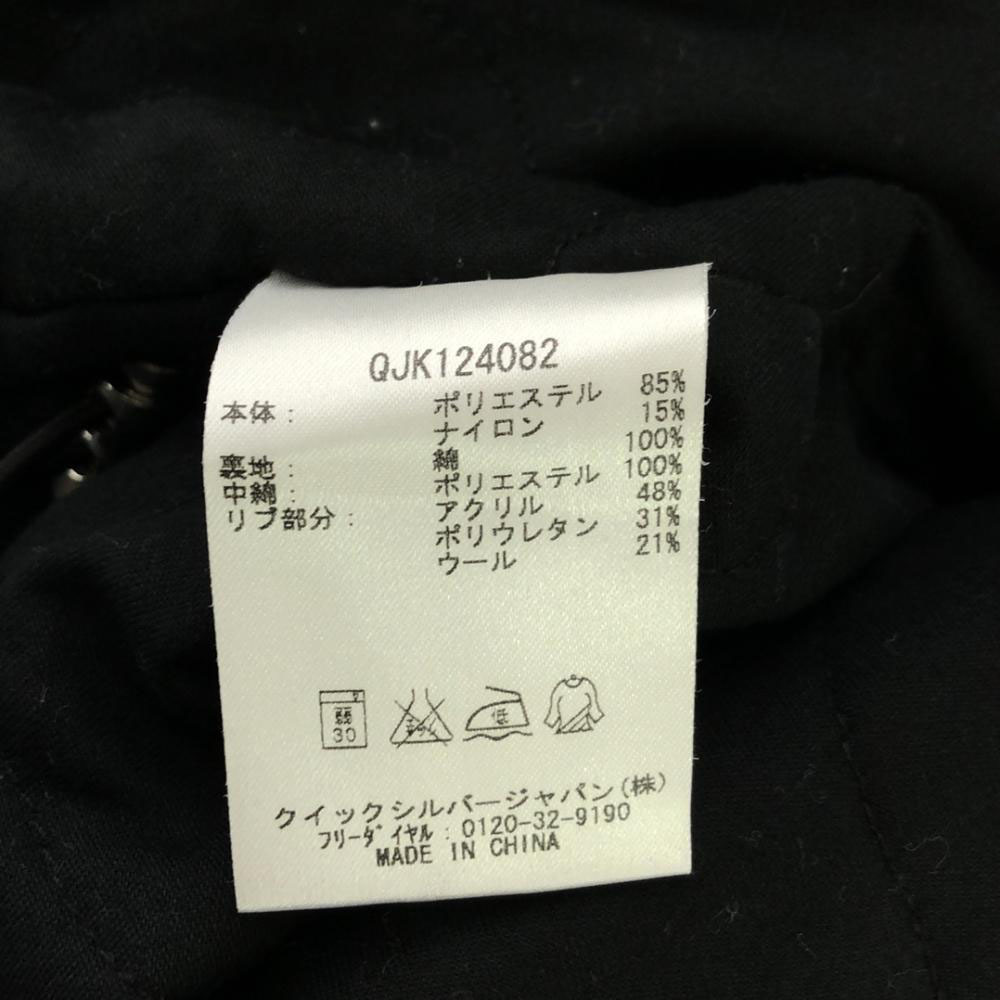 QJK124082
本体: ポリエステル 85%
ナイロン 15%
裏地: 綿 100%
中綿: ポリエステル 100%
リブ部分: アクリル 48%
ポリウレタン 31%
ウール 21%
弱
30
低
クイックシルバージャパン(株)
フリーダイヤル:0120-32-9190
MADE IN CHINA